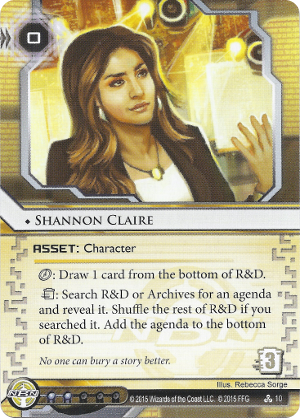 0
• SHANNON CLAIRE
ASSET: Character
: Draw 1 card from the bottom of R&D.
: Search R&D or Archives for an agenda
and reveal it. Shuffle the rest of R&D if you
searched it. Add the agenda to the bottom
of R&D.
No one can bury a story better.
3
Illus. Rebecca Sorge
NBN
© 2015 Wizards of the Coast LLC. © 2015 FFG
10